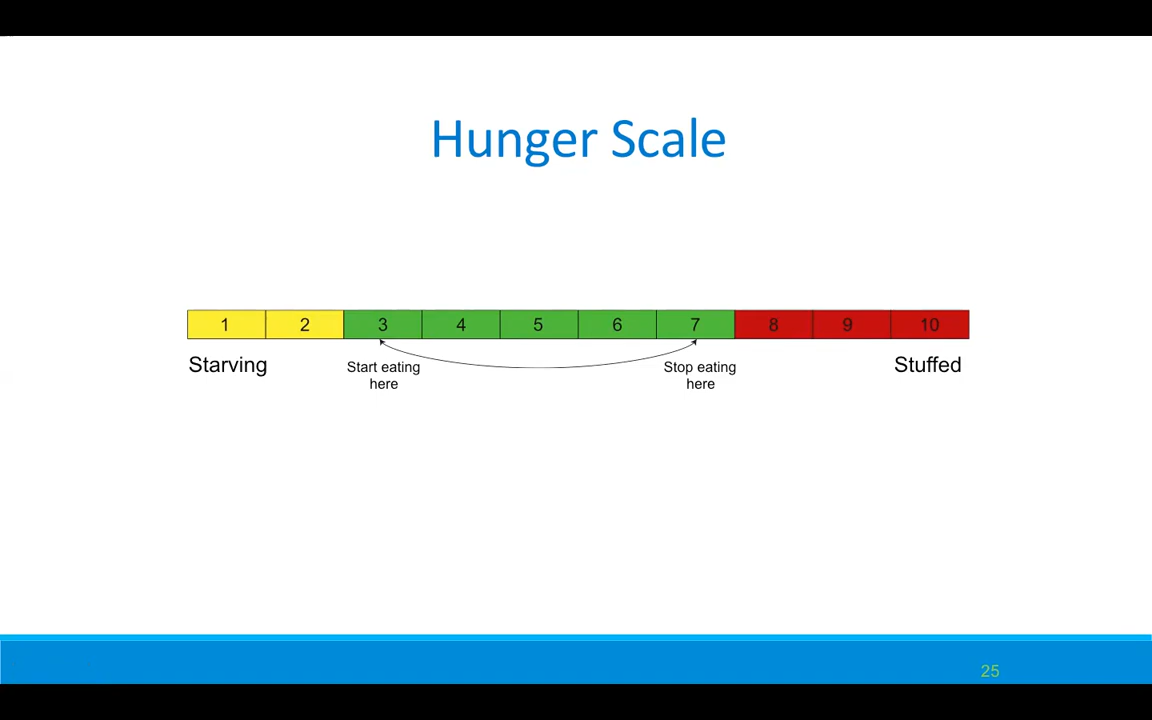 Hunger Scale
1 2 3 4 5 6 7 8 9 10
Starving
Start eating
here
Stop eating
here
Stuffed
25